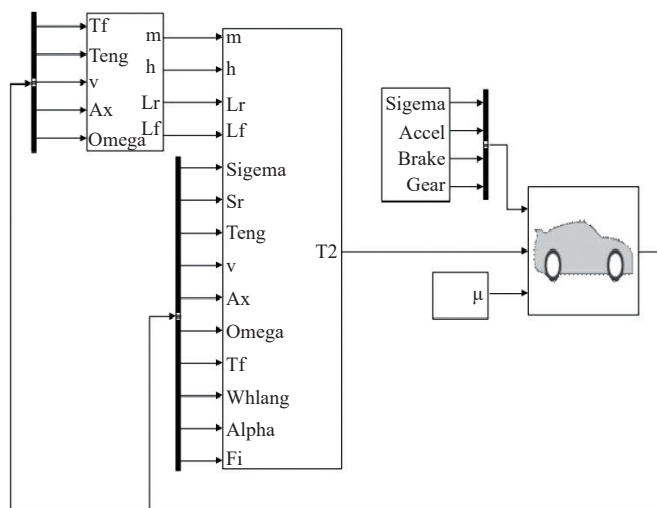 Tf
Teng
v
Ax
Omega
m
h
Lr
Lf
m
h
Lr
Lf
Sigema
Sr
Teng
v
Ax
Omega
Tf
Whlang
Alpha
Fi
T2
Sigema
Accel
Brake
Gear
μ